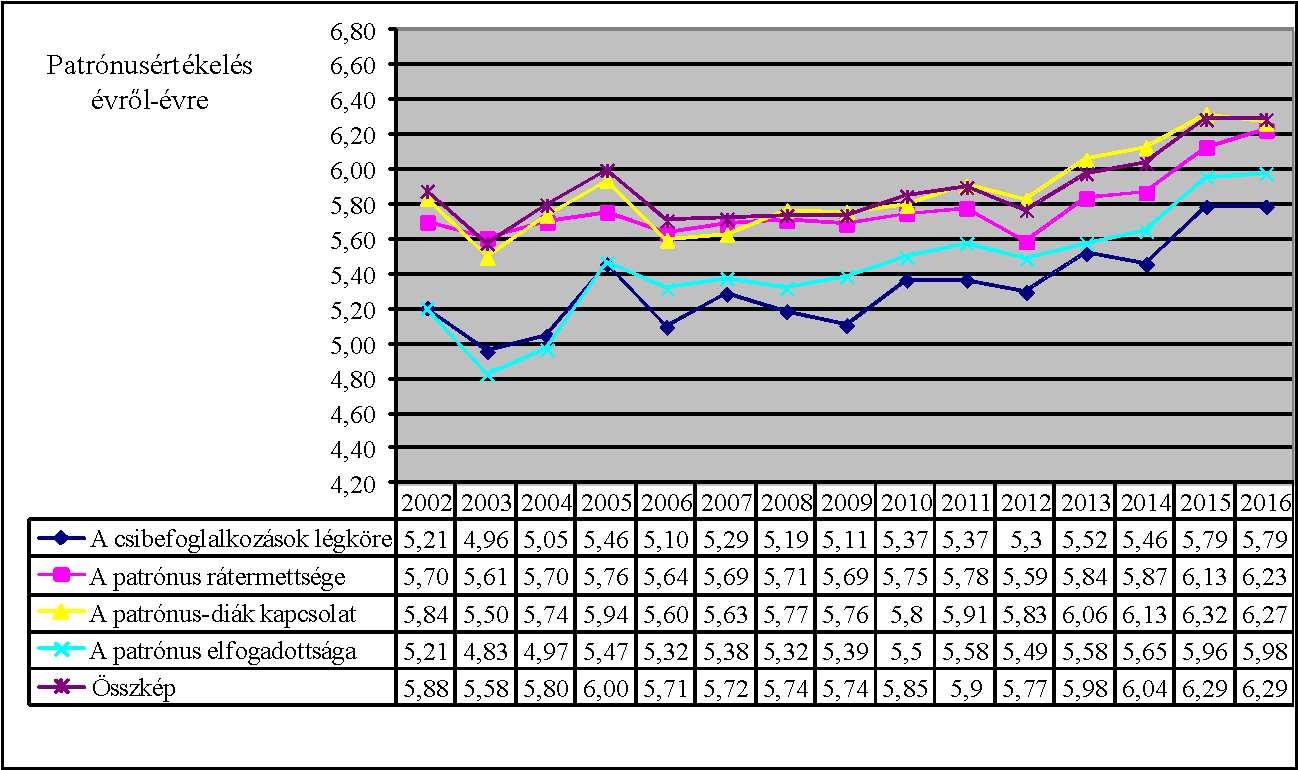 Patrónusértékelés
évről-évre
6,80
6,60
6,40
6,20
6,00
5,80
5,60
5,40
5,20
5,00
4,80
4,60
4,40
4,20
2002 2003 2004 2005 2006 2007 2008 2009 2010 2011 2012 2013 2014 2015 2016
A csibefoglalkozások légköre 5,21 4,96 5,05 5,46 5,10 5,29 5,19 5,11 5,37 5,37 5,3 5,52 5,46 5,79 5,79
A patrónus rátermettsége 5,70 5,61 5,70 5,76 5,64 5,69 5,71 5,69 5,75 5,78 5,59 5,84 5,87 6,13 6,23
A patrónus-diák kapcsolat 5,84 5,50 5,74 5,94 5,60 5,63 5,77 5,76 5,8 5,91 5,83 6,06 6,13 6,32 6,27
A patrónus elfogadottsága 5,21 4,83 4,97 5,47 5,32 5,38 5,32 5,39 5,5 5,58 5,49 5,58 5,65 5,96 5,98
Összkép 5,88 5,58 5,80 6,00 5,71 5,72 5,74 5,74 5,85 5,9 5,77 5,98 6,04 6,29 6,29